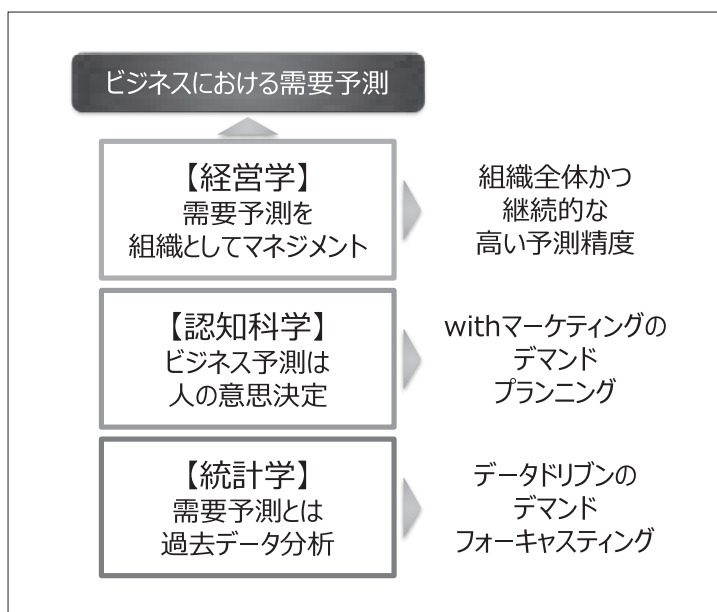 ビジネスにおける需要予測
【経営学】
需要予測を
組織としてマネジメント
組織全体かつ
継続的な
高い予測精度
【認知科学】
ビジネス予測は
人の意思決定
withマーケティングの
デマンド
プランニング
【統計学】
需要予測とは
過去データ分析
データドリブンの
デマンド
フォーキャスティング